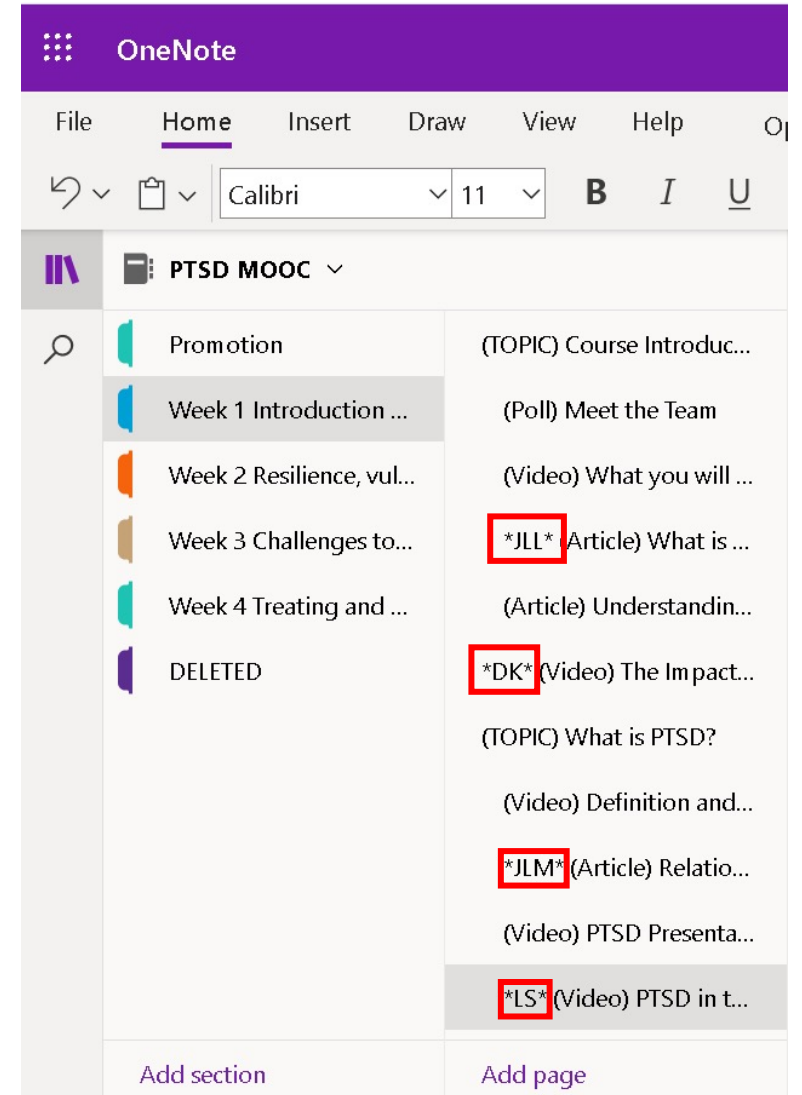 OneNote
File Home Insert Draw View Help
Calibri 11 B I U
PTSD MOOC
Promotion
Week 1 Introduction ...
Week 2 Resilience, vul...
Week 3 Challenges to...
Week 4 Treating and ...
DELETED
Add section
(TOPIC) Course Introduc...
(Poll) Meet the Team
(Video) What you will ...
*JLL* (Article) What is ...
(Article) Understandin...
*DK* (Video) The Impact...
(TOPIC) What is PTSD?
(Video) Definition and...
*JLM* (Article) Relatio...
(Video) PTSD Presenta...
*LS* (Video) PTSD in t...
Add page